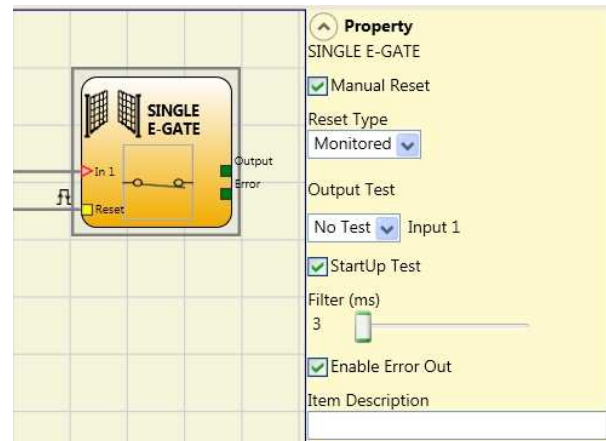 SINGLE
E-GATE
In 1
Reset
Output
Error
Property
SINGLE E-GATE
Manual Reset
Reset Type
Monitored
Output Test
No Test Input 1
StartUp Test
Filter (ms)
3
Enable Error Out
Item Description